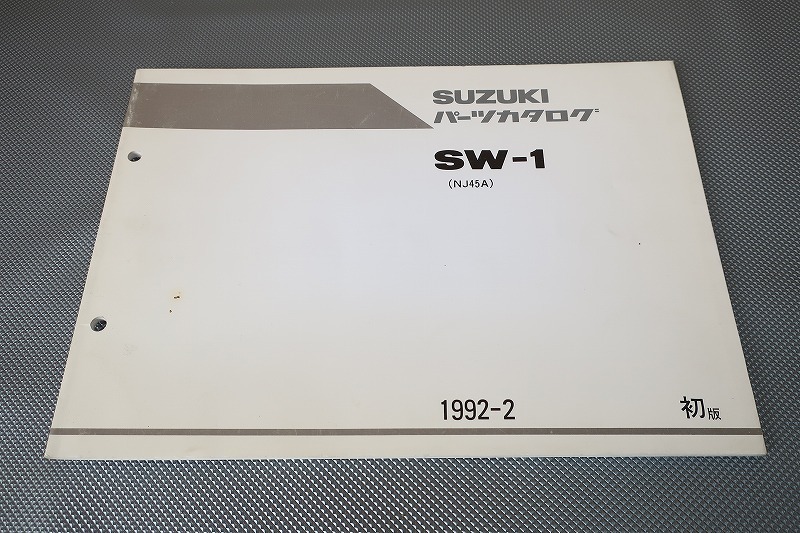 SUZUKI
パーツカタログ
SW-1
(NJ45A)
1992-2
初版